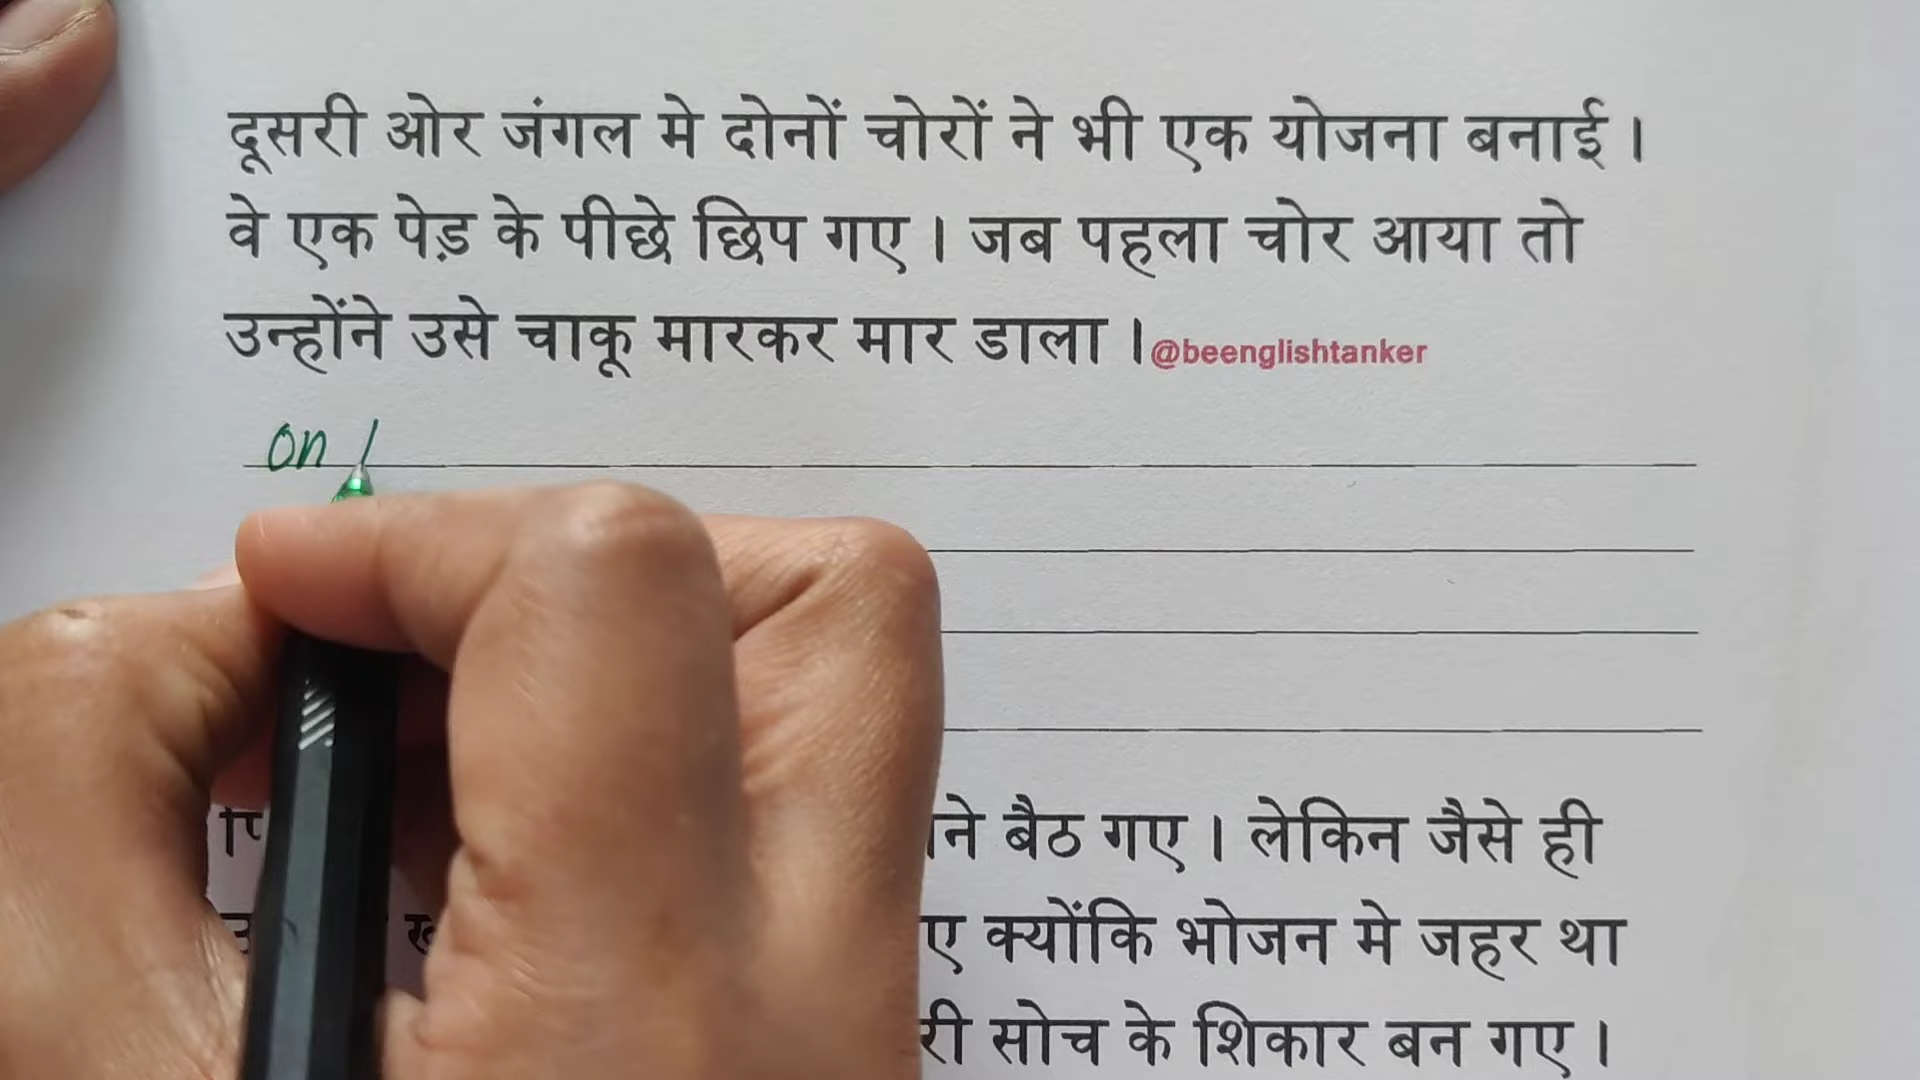 दूसरी ओर जंगल मे दोनों चोरों ने भी एक योजना बनाई ।
वे एक पेड़ के पीछे छिप गए । जब पहला चोर आया तो
उन्होंने उसे चाकू मारकर मार डाला । @beenglishtanker
on
बैठ गए । लेकिन जैसे ही
क्योंकि भोजन मे जहर था
सोच के शिकार बन गए ।